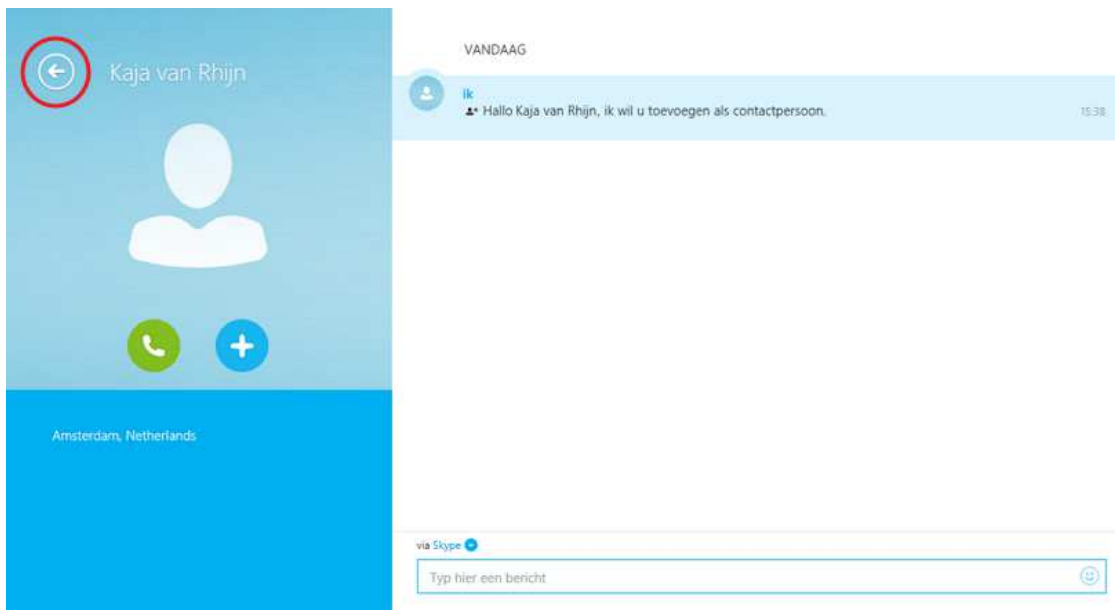 Kaja van Rhijn
Amsterdam, Netherlands
VANDAAG
ik
Hallo Kaja van Rhijn, ik wil u toevoegen als contactpersoon.
15:38
via Skype
Typ hier een bericht